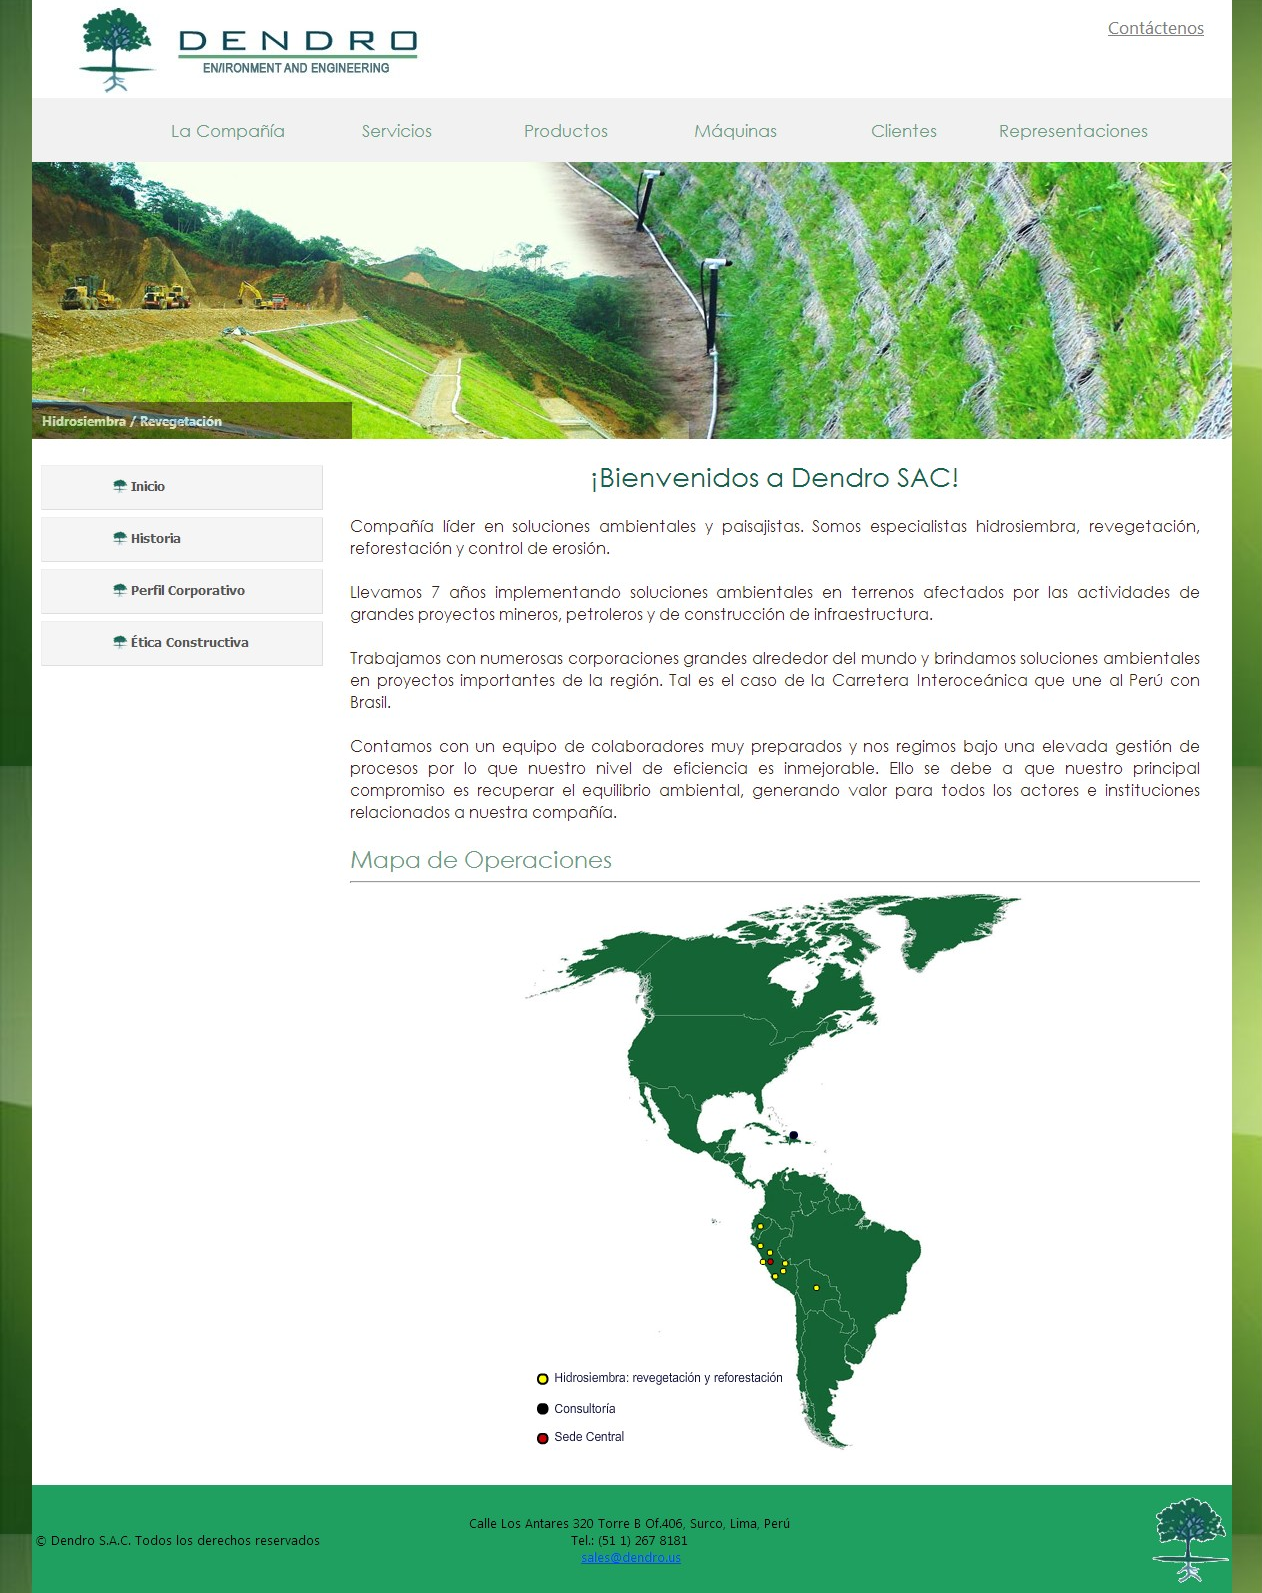 DENDRO
ENVIRONMENT AND ENGINEERING
Contáctenos
La Compañía
Servicios
Productos
Máquinas
Clientes
Representaciones
Hidrosiembra / Revegetación
Inicio
Historia
Perfil Corporativo
Ética Constructiva
¡Bienvenidos a Dendro SAC!
Compañía líder en soluciones ambientales y paisajistas. Somos especialistas hidrosiembra, revegetación,
reforestación y control de erosión.
Llevamos 7 años implementando soluciones ambientales en terrenos afectados por las actividades de
grandes proyectos mineros, petroleros y de construcción de infraestructura.
Trabajamos con numerosas corporaciones grandes alrededor del mundo y brindamos soluciones ambientales
en proyectos importantes de la región. Tal es el caso de la Carretera Interoceánica que une al Perú con
Brasil.
Contamos con un equipo de colaboradores muy preparados y nos regimos bajo una elevada gestión de
procesos por lo que nuestro nivel de eficiencia es inmejorable. Ello se debe a que nuestro principal
compromiso es recuperar el equilibrio ambiental, generando valor para todos los actores e instituciones
relacionados a nuestra compañía.
Mapa de Operaciones
Hidrosiembra: revegetación y reforestación
Consultoría
Sede Central
© Dendro S.A.C. Todos los derechos reservados
Calle Los Antares 320 Torre B Of.406, Surco, Lima, Perú
Tel.: (51 1) 267 8181
sales@dendro.us